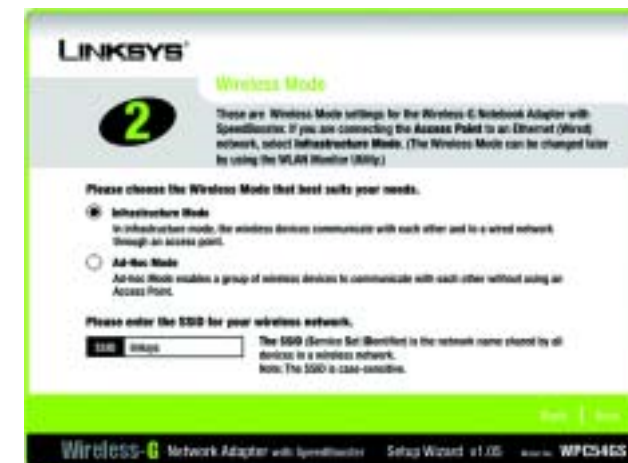 LINKSYS
Wireless Mode
2
These are Wireless Mode settings for the Wireless-G Notebook Adapter with
SpeedBooster. If you are connecting the Access Point to an Ethernet (Wired)
network, select Infrastructure Mode. (The Wireless Mode can be changed later
by using the WLAN Monitor Utility.)
Please choose the Wireless Mode that best suits your needs.
Infrastructure Mode
In infrastructure mode, the wireless devices communicate with each other and to a wired network
through an access point.
Ad-Hoc Mode
Ad-hoc Mode enables a group of wireless devices to communicate with each other without using an
Access Point.
Please enter the SSID for your wireless network.
SSID linksys
The SSID (Service Set IDentifier) is the network name shared by all
devices in a wireless network.
Note: The SSID is case-sensitive.
Wireless-G Network Adapter with SpeedBooster Setup Wizard v1.05 WPC54GS